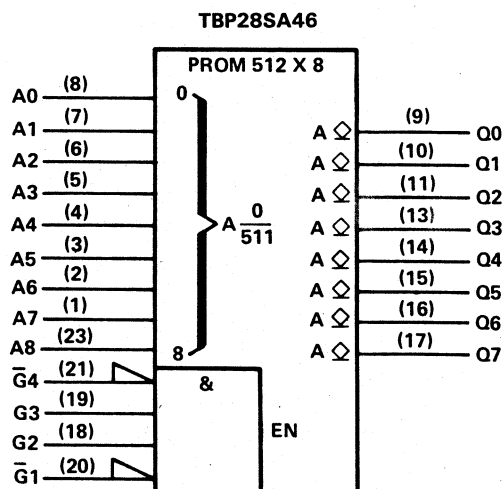 TBP28SA46
PROM 512 X 8
A0 (8) 0
A1 (7) A (9) Q0
A2 (6) A (10) Q1
A3 (5) A (11) Q2
A4 (4) A 0/511 A (13) Q3
A5 (3) A (14) Q4
A6 (2) A (15) Q5
A7 (1) A (16) Q6
A8 (23) 8 A (17) Q7
G̅4 (21) &
G3 (19)
G2 (18) EN
G̅1 (20)